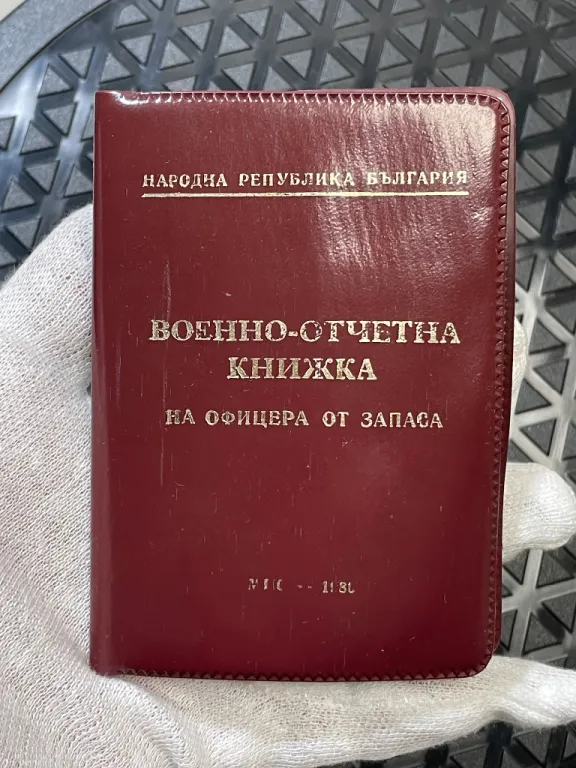 НАРОДНА РЕПУБЛИКА БЪЛГАРИЯ
ВОЕННО-ОТЧЕТНА
КНИЖКА
НА ОФИЦЕРА ОТ ЗАПАСА